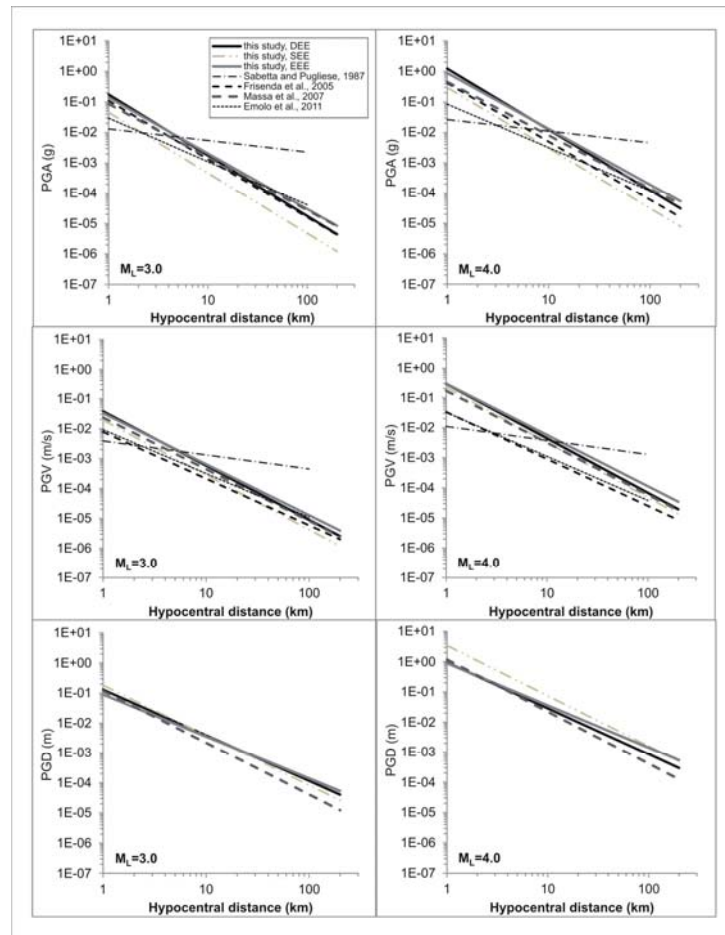 this study, DEE
this study, SEE
this study, EEE
Sabetta and Pugliese, 1987
Frisenda et al., 2005
Massa et al., 2007
Emolo et al., 2011
PGA (g)
1E+01
1E+00
1E-01
1E-02
1E-03
1E-04
1E-05
1E-06
1E-07
M_L=3.0
1 10 100
Hypocentral distance (km)
PGA (g)
1E+01
1E+00
1E-01
1E-02
1E-03
1E-04
1E-05
1E-06
1E-07
M_L=4.0
1 10 100
Hypocentral distance (km)
PGV (m/s)
1E+01
1E+00
1E-01
1E-02
1E-03
1E-04
1E-05
1E-06
1E-07
M_L=3.0
1 10 100
Hypocentral distance (km)
PGV (m/s)
1E+01
1E+00
1E-01
1E-02
1E-03
1E-04
1E-05
1E-06
1E-07
M_L=4.0
1 10 100
Hypocentral distance (km)
PGD (m)
1E+01
1E+00
1E-01
1E-02
1E-03
1E-04
1E-05
1E-06
1E-07
M_L=3.0
1 10 100
Hypocentral distance (km)
PGD (m)
1E+01
1E+00
1E-01
1E-02
1E-03
1E-04
1E-05
1E-06
1E-07
M_L=4.0
1 10 100
Hypocentral distance (km)